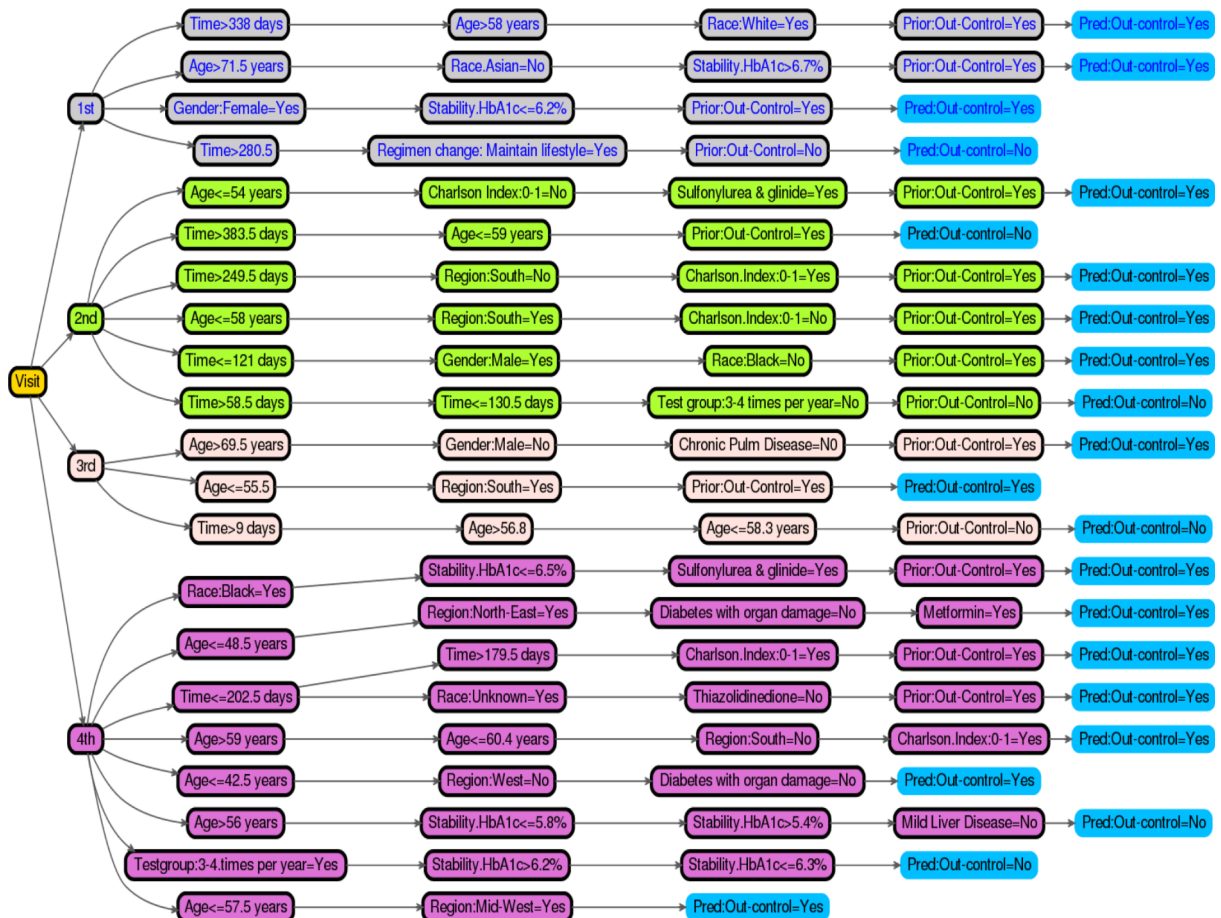 Time>338 days Age>58 years Race:White=Yes Prior:Out-Control=Yes Pred:Out-Control=Yes
Age>71.5 years Race.Asian=No Stability.HbA1c>6.7% Prior:Out-Control=Yes Pred:Out-control=Yes
1st Gender:Female=Yes Stability.HbA1c<=6.2% Prior:Out-Control=Yes Pred:Out-control=Yes
Time>280.5 Regimen change: Maintain lifestyle=Yes Prior:Out-Control=No Pred:Out-control=No
Age<=54 years Charlson Index:0-1=No Sulfonylurea & glinide=Yes Prior:Out-Control=Yes Pred:Out-control=Yes
Time>383.5 days Age<=59 years Prior:Out-Control=Yes Pred:Out-control=No
Time>249.5 days Region:South=No Charlson.Index:0-1=Yes Prior:Out-Control=Yes Pred:Out-control=Yes
2nd Age<=58 years Region:South=Yes Charlson.Index:0-1=No Prior:Out-Control=Yes Pred:Out-control=Yes
Time<=121 days Gender:Male=Yes Race:Black=No Prior:Out-Control=Yes Pred:Out-control=Yes
Visit
Time>58.5 days Time<=130.5 days Test group:3-4 times per year=No Prior:Out-Control=No Pred:Out-control=No
Age>69.5 years Gender:Male=No Chronic Pulm Disease=N0 Prior:Out-Control=Yes Pred:Out-control=Yes
3rd
Age<=55.5 Region:South=Yes Prior:Out-Control=Yes Pred:Out-control=Yes
Time>9 days Age>56.8 Age<=58.3 years Prior:Out-Control=No Pred:Out-control=No
Race:Black=Yes Stability.HbA1c<=6.5% Sulfonylurea & glinide=Yes Prior:Out-Control=Yes Pred:Out-control=Yes
Age<=48.5 years Region:North-East=Yes Diabetes with organ damage=No Metformin=Yes Pred:Out-control=Yes
Time>179.5 days Charlson.Index:0-1=Yes Prior:Out-Control=Yes Pred:Out-control=Yes
Time<=202.5 days Race:Unknown=Yes Thiazolidinedione=No Prior:Out-Control=Yes Pred:Out-control=Yes
4th Age>59 years Age<=60.4 years Region:South=No Charlson.Index:0-1=Yes Pred:Out-control=Yes
Age<=42.5 years Region:West=No Diabetes with organ damage=No Pred:Out-control=Yes
Age>56 years Stability.HbA1c<=5.8% Stability.HbA1c>5.4% Mild Liver Disease=No Pred:Out-control=No
Testgroup:3-4.times per year=Yes Stability.HbA1c>6.2% Stability.HbA1c<=6.3% Pred:Out-control=No
Age<=57.5 years Region:Mid-West=Yes Pred:Out-control=Yes